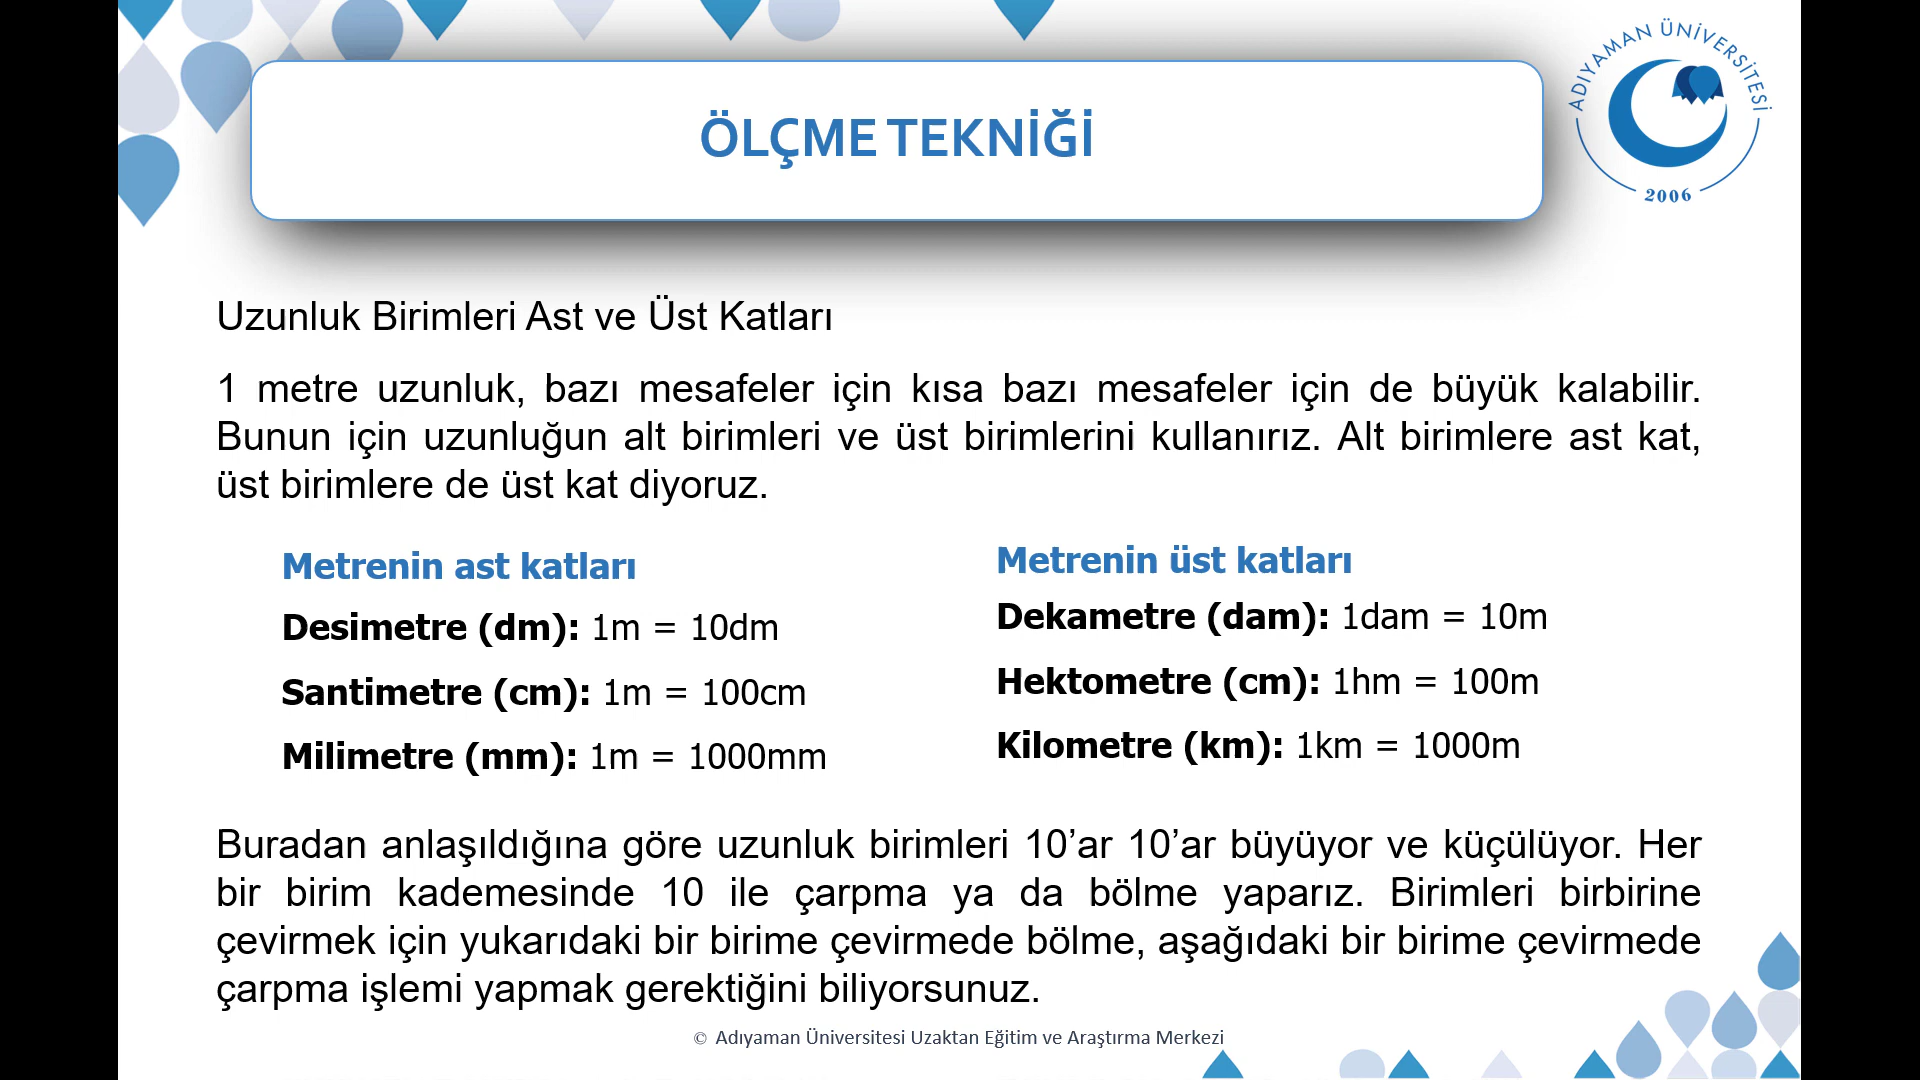 ÖLÇME TEKNİĞİ
ADIYAMAN ÜNİVERSİTESİ
2006
Uzunluk Birimleri Ast ve Üst Katları
1 metre uzunluk, bazı mesafeler için kısa bazı mesafeler için de büyük kalabilir.
Bunun için uzunluğun alt birimleri ve üst birimlerini kullanırız. Alt birimlere ast kat,
üst birimlere de üst kat diyoruz.
Metrenin ast katları
Desimetre (dm): 1m = 10dm
Santimetre (cm): 1m = 100cm
Milimetre (mm): 1m = 1000mm
Metrenin üst katları
Dekametre (dam): 1dam = 10m
Hektometre (cm): 1hm = 100m
Kilometre (km): 1km = 1000m
Buradan anlaşıldığına göre uzunluk birimleri 10’ar 10’ar büyüyor ve küçülüyor. Her
bir birim kademesinde 10 ile çarpma ya da bölme yaparız. Birimleri birbirine
çevirmek için yukarıdaki bir birime çevirmede bölme, aşağıdaki bir birime çevirmede
çarpma işlemi yapmak gerektiğini biliyorsunuz.
© Adıyaman Üniversitesi Uzaktan Eğitim ve Araştırma Merkezi